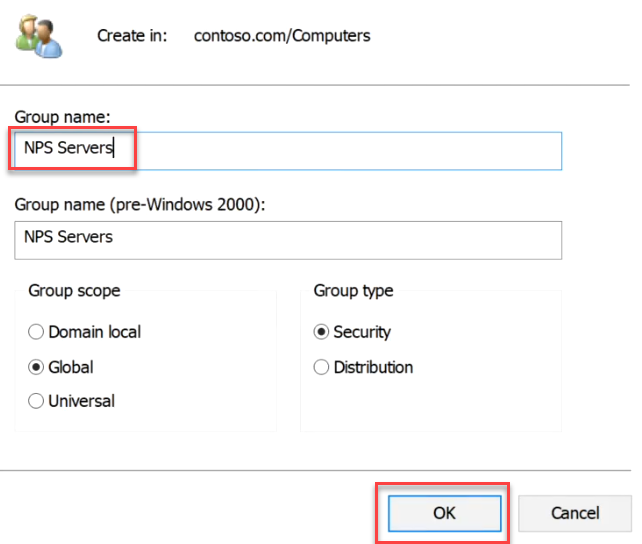 Create in: contoso.com/Computers
Group name:
NPS Servers
Group name (pre-Windows 2000):
NPS Servers
Group scope
Domain local
Global
Universal
Group type
Security
Distribution
OK
Cancel